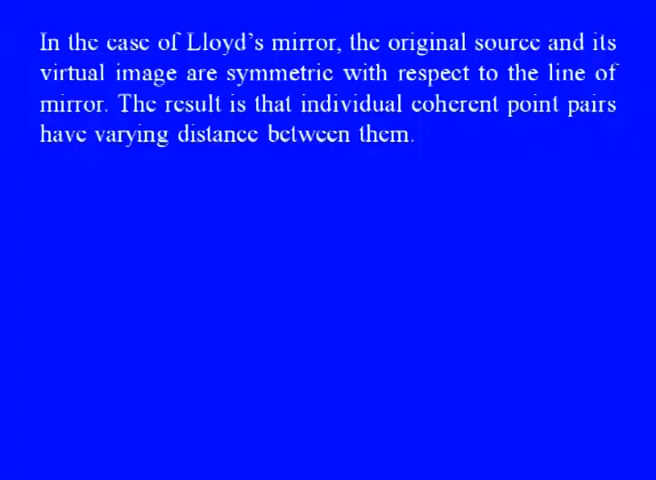 In the case of Lloyd's mirror, the original source and its
virtual image are symmetric with respect to the line of
mirror. The result is that individual coherent point pairs
have varying distance between them.